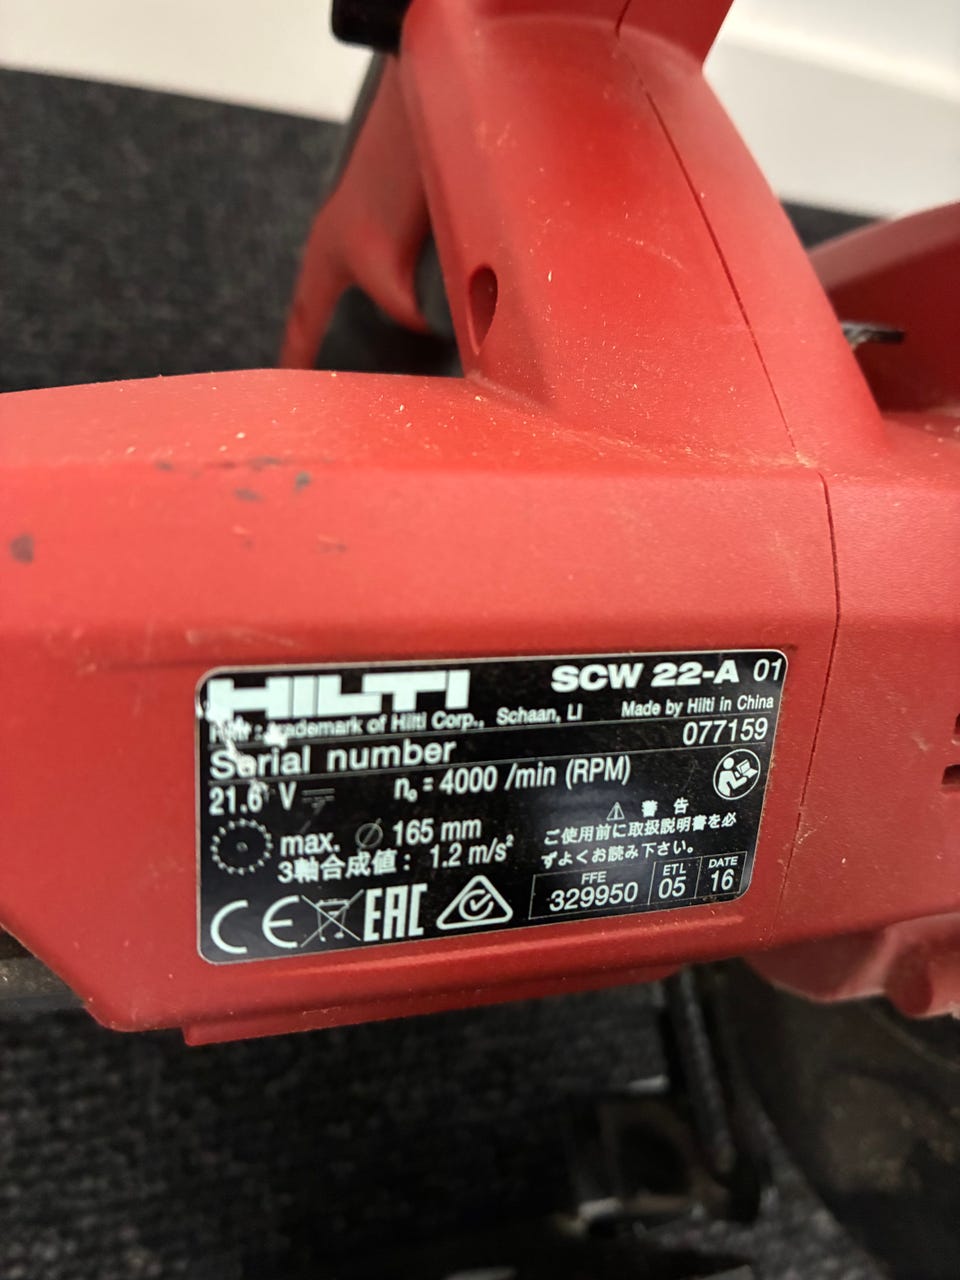 HILTI SCW 22-A 01
Hilti = trademark of Hilti Corp., Schaan, LI Made by Hilti in China
Serial number 077159
21.6 V n₀ = 4000 /min (RPM)
max. ⌀ 165 mm
3軸合成値: 1.2 m/s²
⚠ 警 告
ご使用前に取扱説明書を必
ずよくお読み下さい。
CE EAC
FFE ETL DATE
329950 05 16